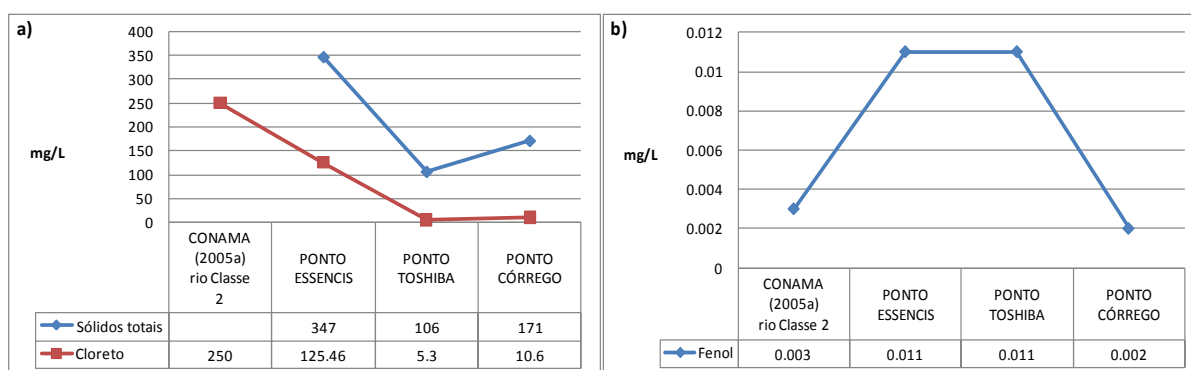 a)
400
350
300
250
200
150
100
50
0
mg/L
CONAMA
(2005a)
rio Classe
2
PONTO
ESSENCIS
PONTO
TOSHIBA
PONTO
CÓRREGO
Sólidos totais 347 106 171
Cloreto 250 125.46 5.3 10.6
b)
0.012
0.01
0.008
0.006
0.004
0.002
0
mg/L
CONAMA
(2005a)
rio Classe 2
PONTO
ESSENCIS
PONTO
TOSHIBA
PONTO
CÓRREGO
Fenol 0.003 0.011 0.011 0.002